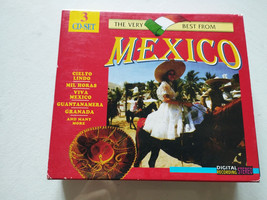 3
CD-SET
THE VERY BEST FROM
MEXICO
CIELTO
LINDO
MIL HORAS
VIVA
MEXICO
GUANTANAMERA
GRANADA
AND MANY
MORE
DIGITAL
RECORDING STEREO